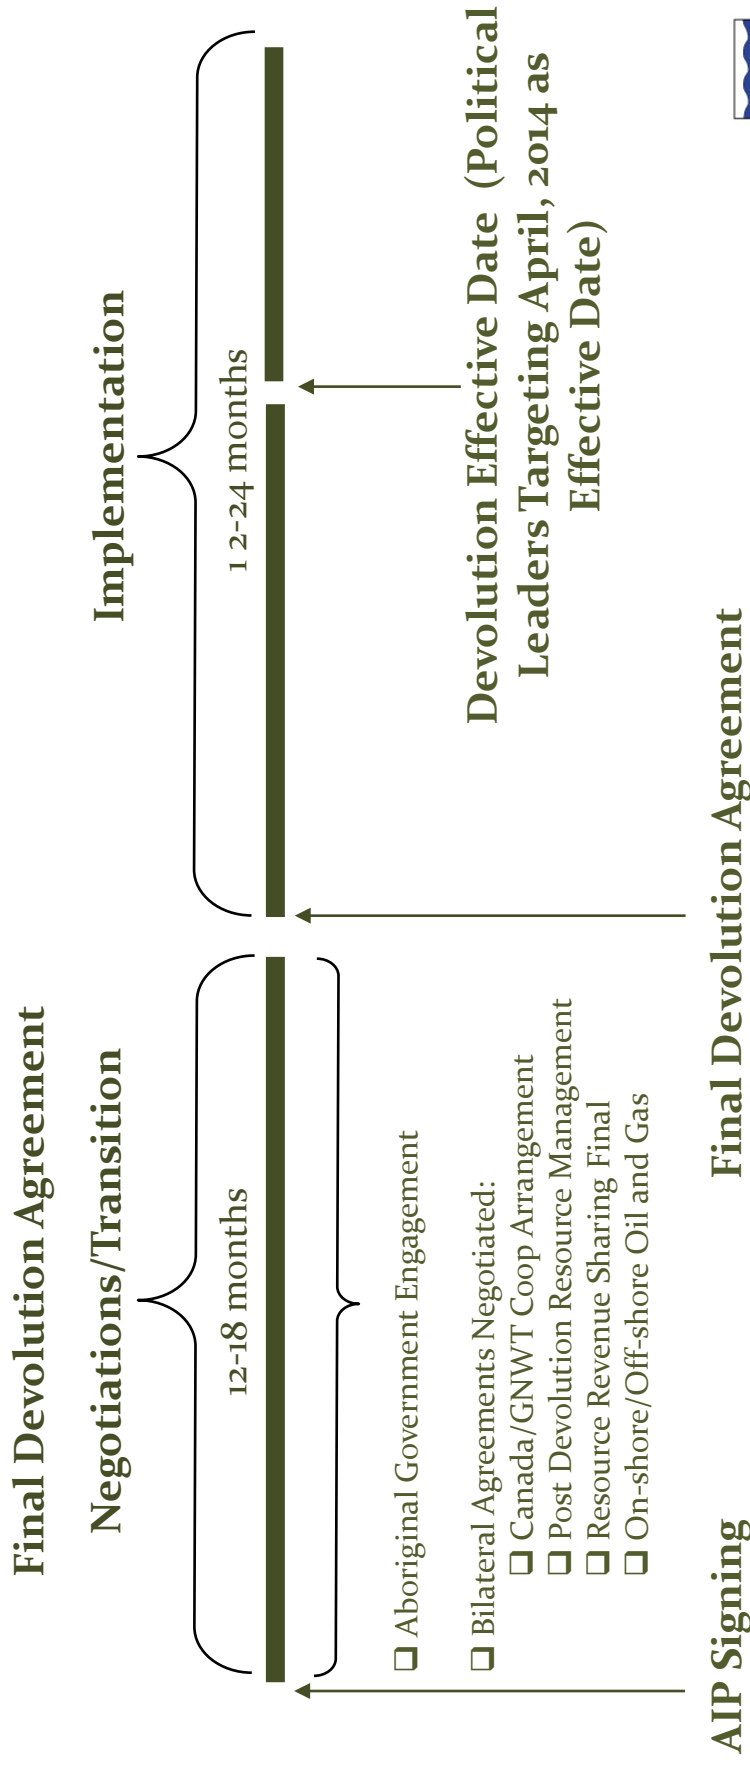 Final Devolution Agreement
Negotiations/Transition
Implementation
12-18 months
1 2-24 months
❑ Aboriginal Government Engagement
❑ Bilateral Agreements Negotiated:
❑ Canada/GNWT Coop Arrangement
❑ Post Devolution Resource Management
❑ Resource Revenue Sharing Final
❑ On-shore/Off-shore Oil and Gas
Devolution Effective Date (Political
Leaders Targeting April, 2014 as
Effective Date)
AIP Signing
Final Devolution Agreement